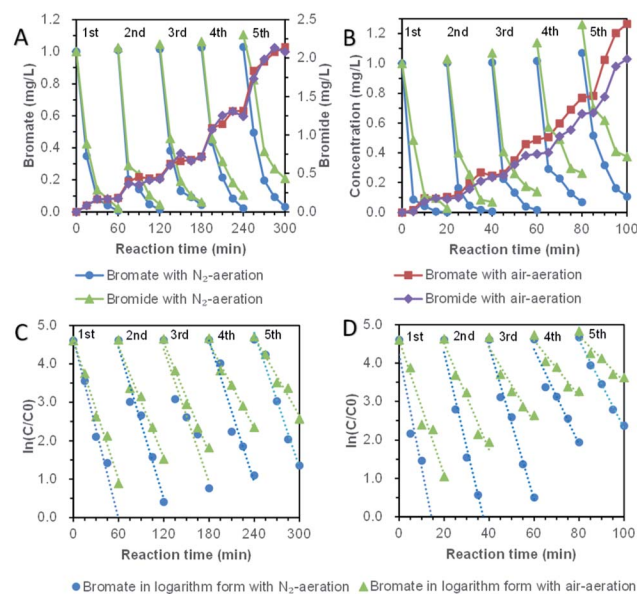 A
1st 2nd 3rd 4th 5th
1.2
1.0
0.8
0.6
0.4
0.2
0.0
Bromate (mg/L)
2.5
2.0
1.5
1.0
0.5
0.0
Bromide (mg/L)
0 60 120 180 240 300
Reaction time (min)
B
1st 2nd 3rd 4th 5th
1.2
1.0
0.8
0.6
0.4
0.2
0.0
Concentration (mg/L)
0 20 40 60 80 100
Reaction time (min)
Bromate with N₂-aeration
Bromide with N₂-aeration
Bromate with air-aeration
Bromide with air-aeration
C
1st 2nd 3rd 4th 5th
5.0
4.0
3.0
2.0
1.0
0.0
ln(C/C0)
0 60 120 180 240 300
Reaction time (min)
D
1st 2nd 3rd 4th 5th
5.0
4.0
3.0
2.0
1.0
0.0
ln(C/C0)
0 20 40 60 80 100
Reaction time (min)
Bromate in logarithm form with N₂-aeration
Bromate in logarithm form with air-aeration